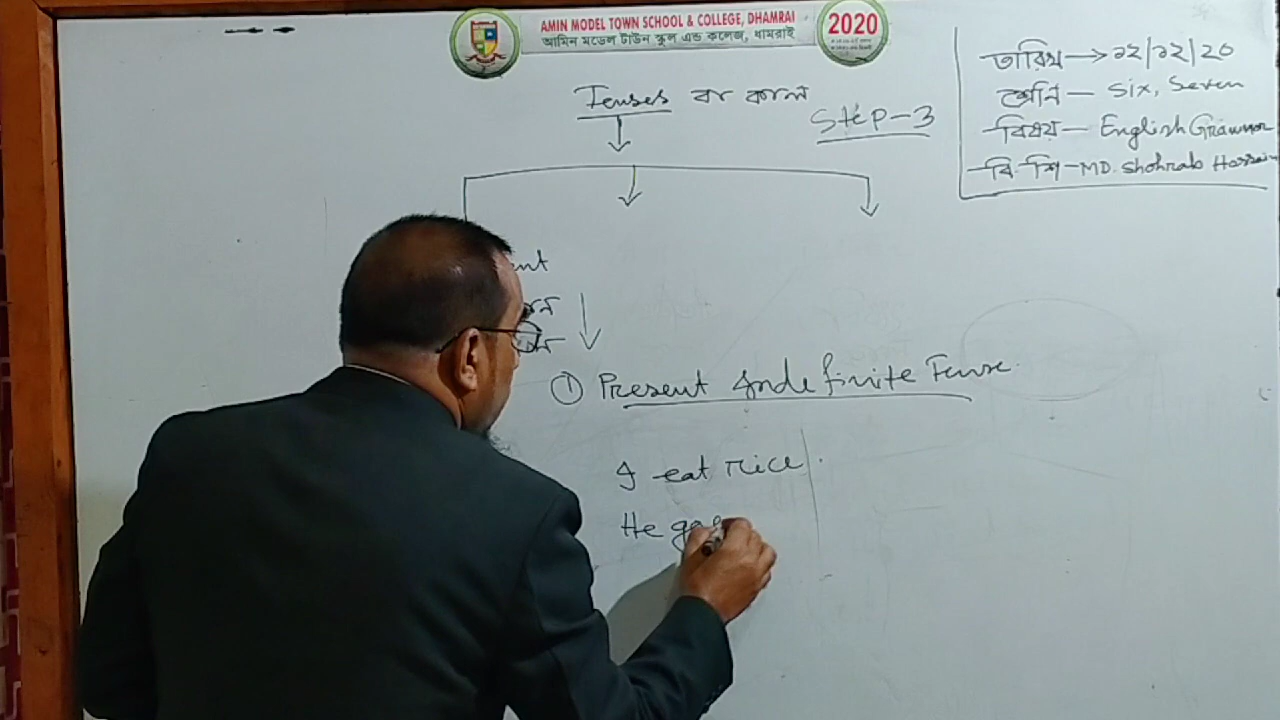 AMIN MODEL TOWN SCHOOL & COLLEGE, DHAMRAI
আমিন মডেল টাউন স্কুল এন্ড কলেজ, ধামরাই
2020
Tenses বা কাল
Step-3
তারিখ → ১২/১২/২০
শ্রেনি - Six, Seven
বিষয় - English Grammar
বি. শি - MD. Shohrab Hossain
① Present Indefinite Tense.
I eat rice.
He go